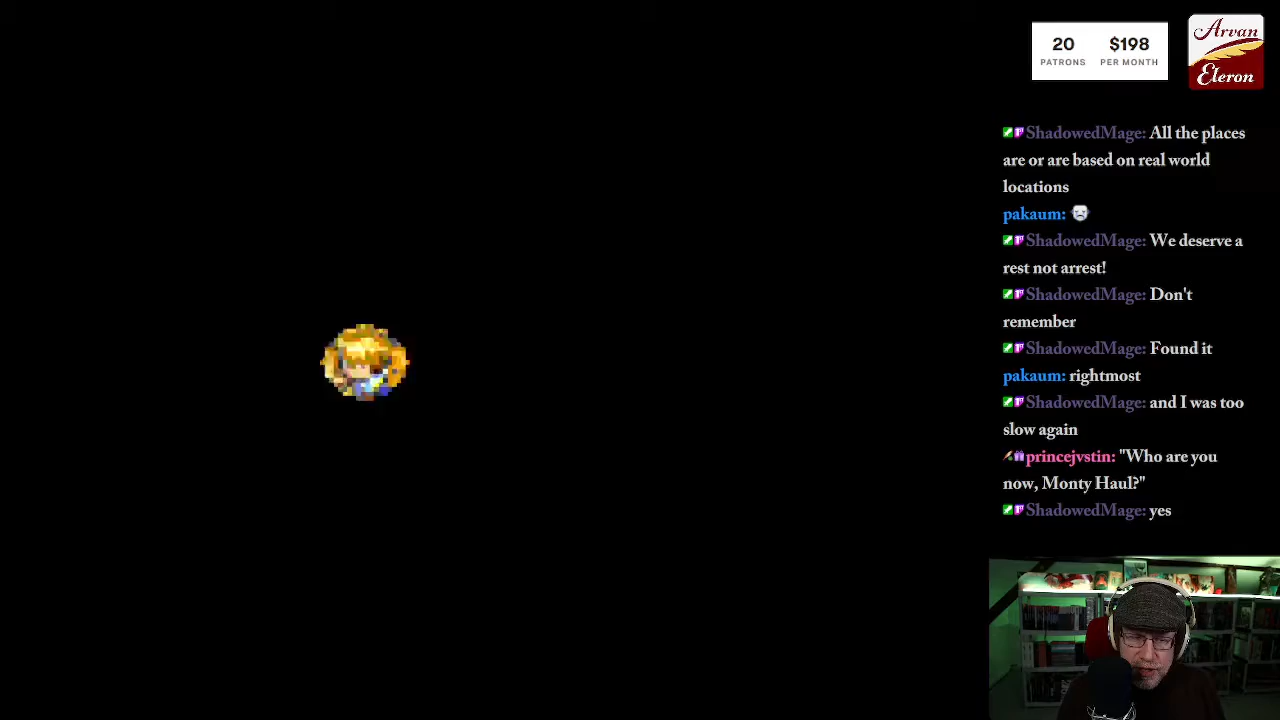 20 $198
PATRONS PER MONTH
Arvan
Eleron
ShadowedMage: All the places
are or are based on real world
locations
pakaum:
ShadowedMage: We deserve a
rest not arrest!
ShadowedMage: Don't
remember
ShadowedMage: Found it
pakaum: rightmost
ShadowedMage: and I was too
slow again
princejvstin: "Who are you
now, Monty Haul?"
ShadowedMage: yes